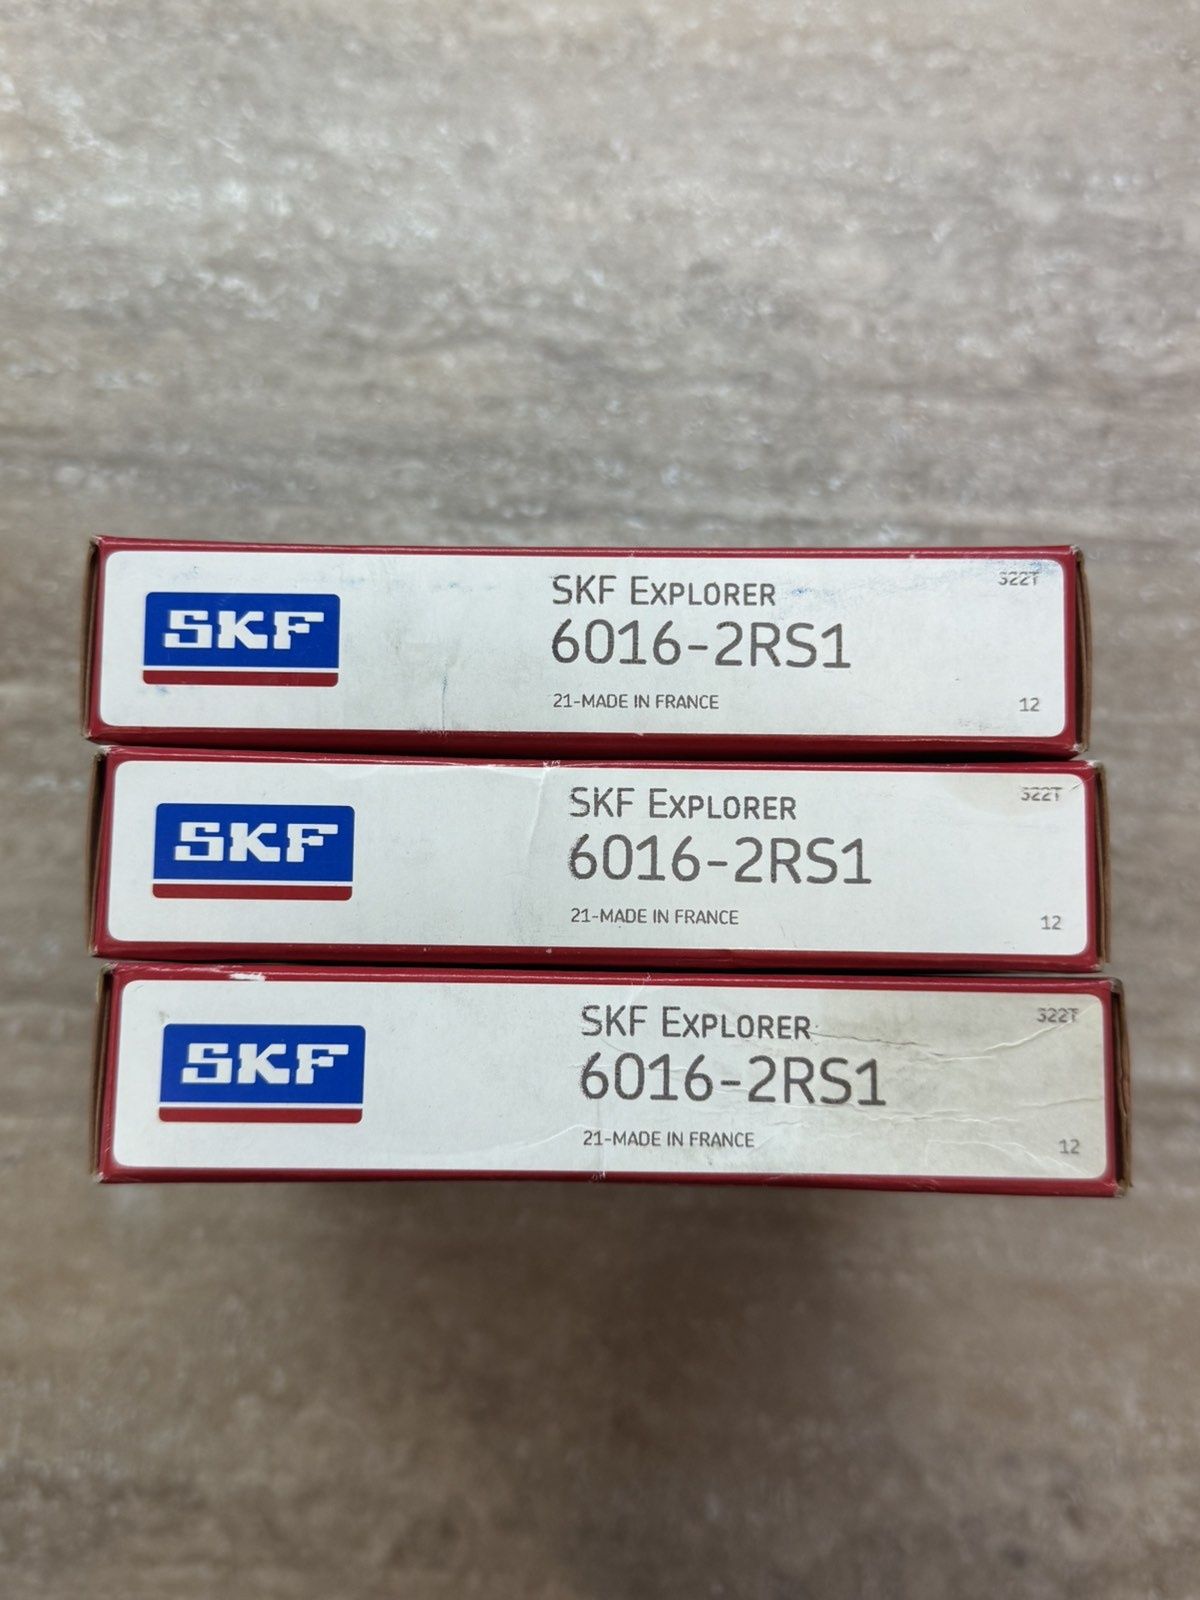 SKF
SKF EXPLORER
322T
6016-2RS1
21-MADE IN FRANCE
12
SKF
SKF EXPLORER
322T
6016-2RS1
21-MADE IN FRANCE
12
SKF
SKF EXPLORER
322T
6016-2RS1
21-MADE IN FRANCE
12